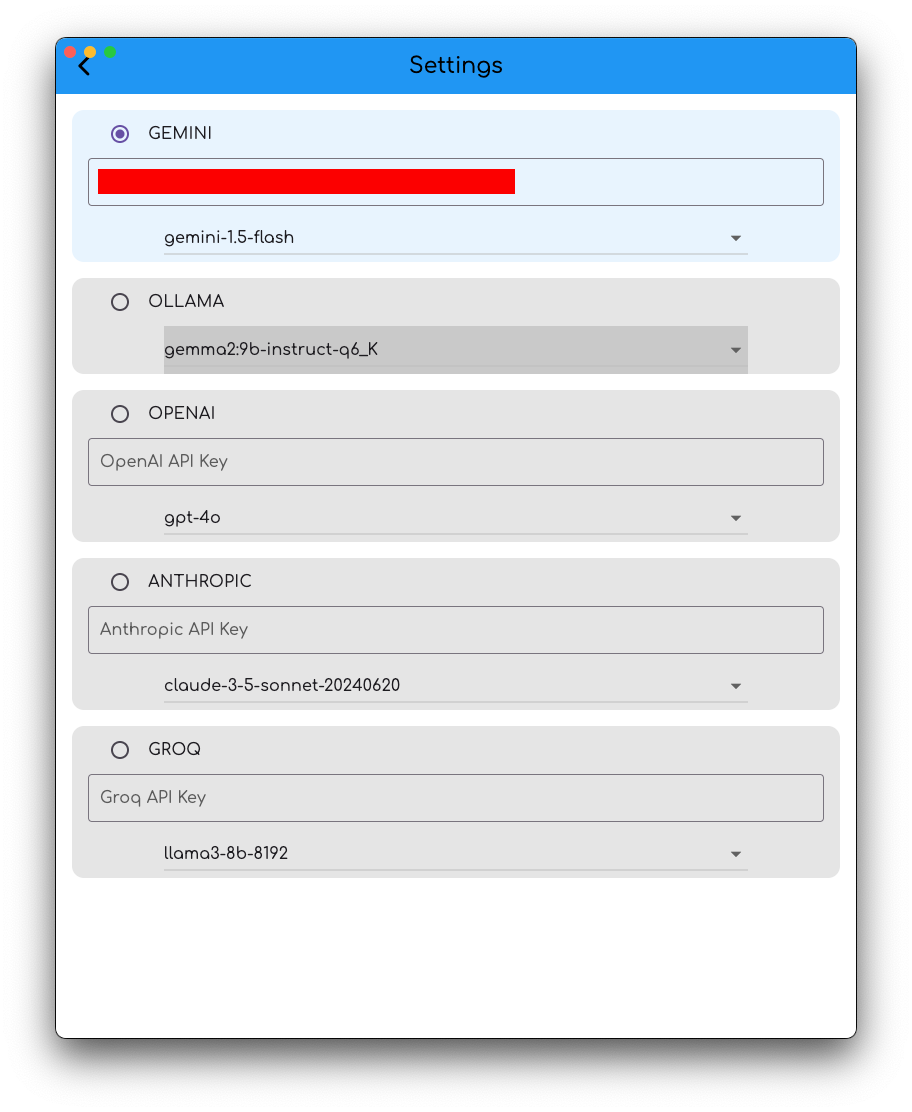 Settings
GEMINI
gemini-1.5-flash
OLLAMA
gemma2:9b-instruct-q6_K
OPENAI
OpenAI API Key
gpt-4o
ANTHROPIC
Anthropic API Key
claude-3-5-sonnet-20240620
GROQ
Groq API Key
llama3-8b-8192